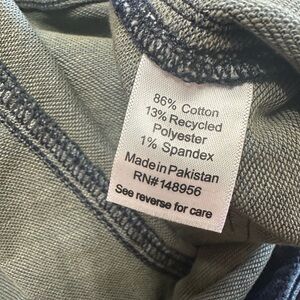 86% Cotton
13% Recycled
Polyester
1% Spandex
Made in Pakistan
RN#148956
See reverse for care